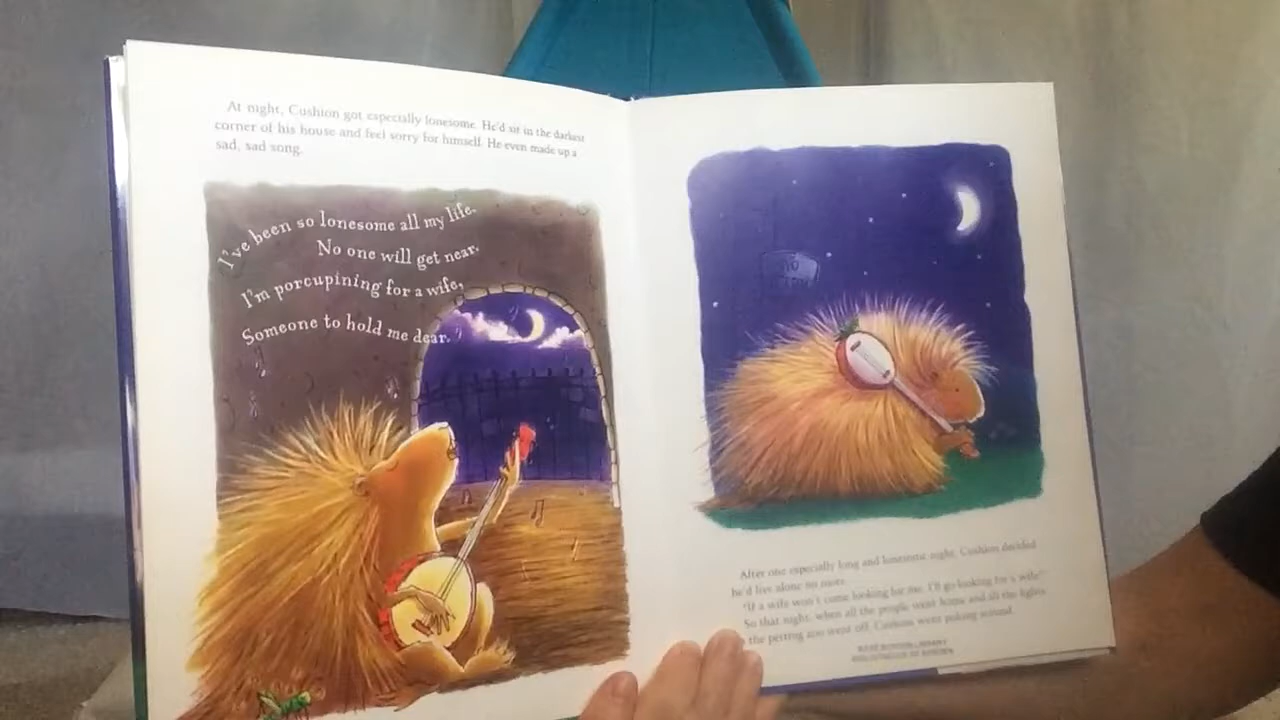 At night, Cushion got especially lonesome. He'd sit in the darkest
corner of his house and feel sorry for himself. He even made up a
sad, sad song.
I've been so lonesome all my life.
No one will get near.
I'm porcupining for a wife,
Someone to hold me dear.
NO
After one especially long and lonesome night, Cushion decided
he'd live alone no more.
"If a wife won't come looking for me, I'll go looking for a wife!"
So that night, when all the people went home and all the lights
the petting zoo went off, Cushion went poking around.